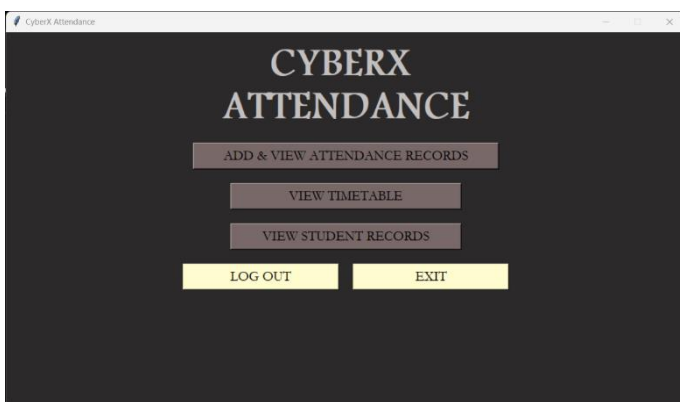 CyberX Attendance
CYBERX
ATTENDANCE
ADD & VIEW ATTENDANCE RECORDS
VIEW TIMETABLE
VIEW STUDENT RECORDS
LOG OUT EXIT